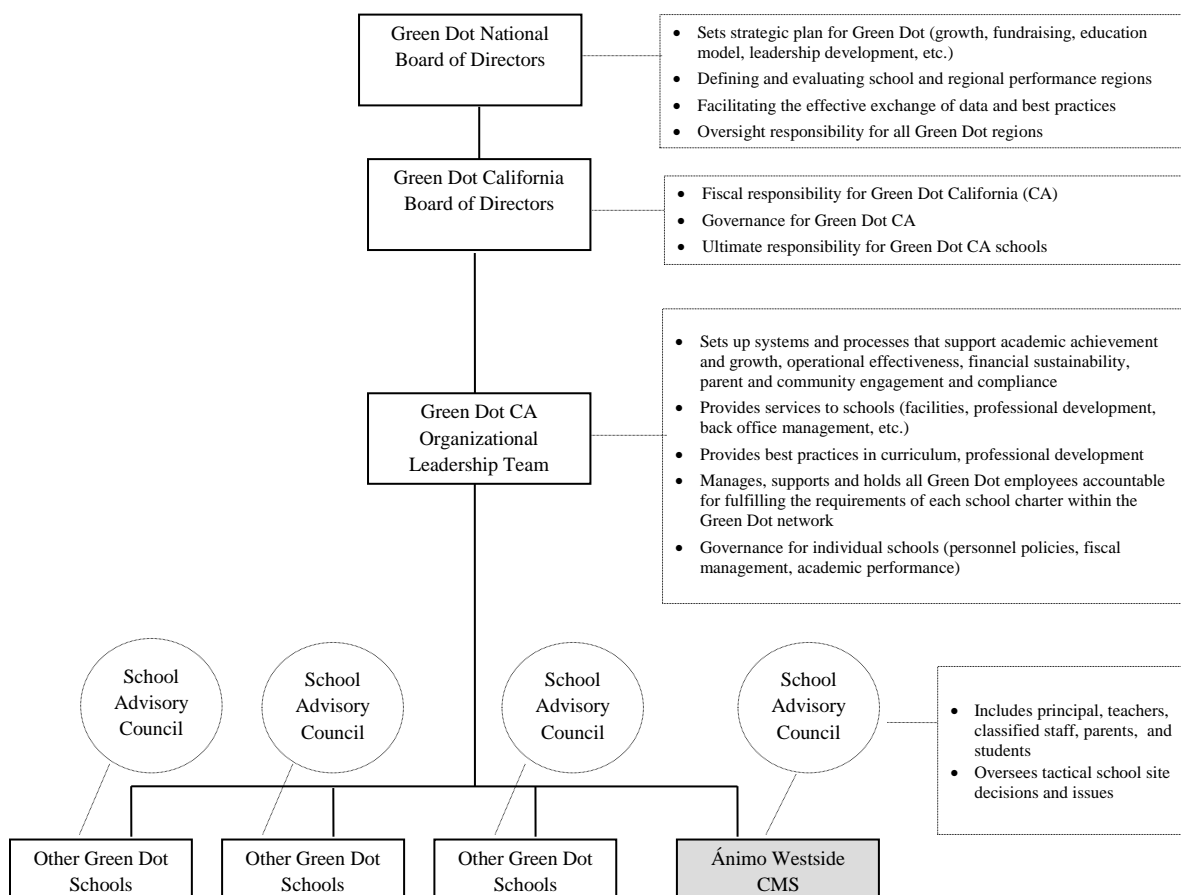 Green Dot National
Board of Directors
• Sets strategic plan for Green Dot (growth, fundraising, education
model, leadership development, etc.)
• Defining and evaluating school and regional performance regions
• Facilitating the effective exchange of data and best practices
• Oversight responsibility for all Green Dot regions
Green Dot California
Board of Directors
• Fiscal responsibility for Green Dot California (CA)
• Governance for Green Dot CA
• Ultimate responsibility for Green Dot CA schools
Green Dot CA
Organizational
Leadership Team
• Sets up systems and processes that support academic achievement
and growth, operational effectiveness, financial sustainability,
parent and community engagement and compliance
• Provides services to schools (facilities, professional development,
back office management, etc.)
• Provides best practices in curriculum, professional development
• Manages, supports and holds all Green Dot employees accountable
for fulfilling the requirements of each school charter within the
Green Dot network
• Governance for individual schools (personnel policies, fiscal
management, academic performance)
School
Advisory
Council
School
Advisory
Council
School
Advisory
Council
School
Advisory
Council
• Includes principal, teachers,
classified staff, parents, and
students
• Oversees tactical school site
decisions and issues
Other Green Dot
Schools
Other Green Dot
Schools
Other Green Dot
Schools
Ánimo Westside
CMS